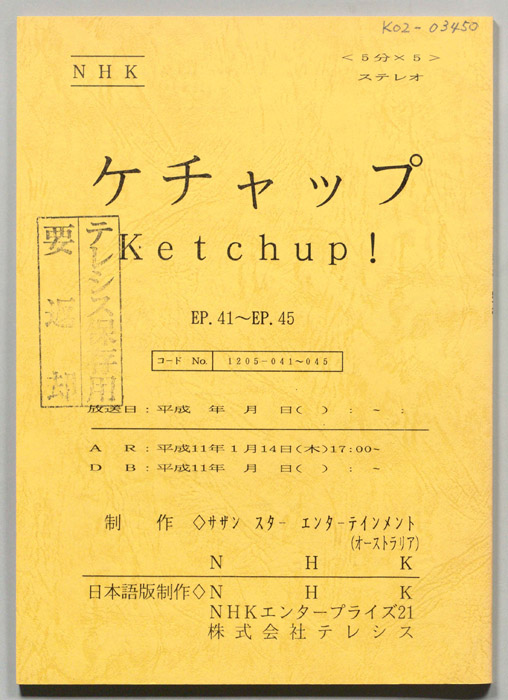 K02-03450
NHK
<5分×5>
ステレオ
ケチャップ
Ketchup!
テレシス保存用
要返却
EP.41～EP.45
コード No. 1205-041～045
放送日:平成 年 月 日( ) : ~ :
A R:平成11年 1月14日(木)17:00~
D B:平成11年 月 日( ) : ~
制 作 ◇サザン スター エンターテインメント
(オーストラリア)
N H K
日本語版制作◇N H K
NHKエンタープライズ21
株式会社テレシス